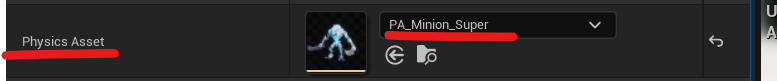 Physics Asset
PA_Minion_Super
U
A